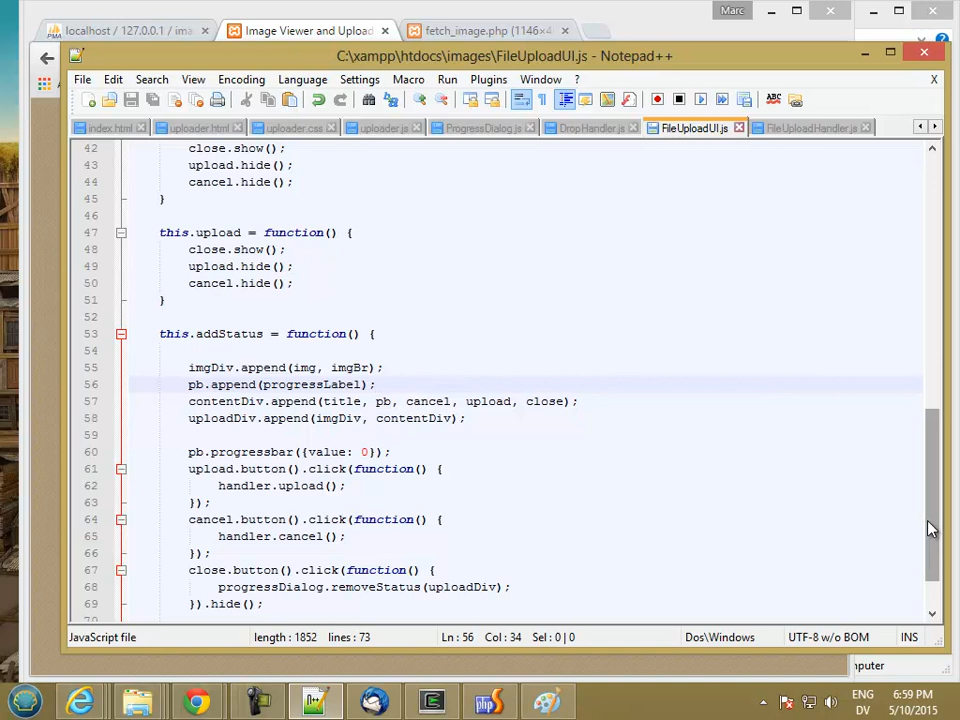 Marc
localhost / 127.0.0.1 / ima
Image Viewer and Upload
fetch_image.php (1146×4
C:\xampp\htdocs\images\FileUploadUI.js - Notepad++
File Edit Search View Encoding Language Settings Macro Run Plugins Window ? X
index.html uploader.html uploader.css uploader.js ProgressDialog.js DropHandler.js FileUploadUI.js FileUploadHandler.js
42 close.show();
43 upload.hide();
44 cancel.hide();
45 }
46
47 this.upload = function() {
48 close.show();
49 upload.hide();
50 cancel.hide();
51 }
52
53 this.addStatus = function() {
54
55 imgDiv.append(img, imgBr);
56 pb.append(progressLabel);
57 contentDiv.append(title, pb, cancel, upload, close);
58 uploadDiv.append(imgDiv, contentDiv);
59
60 pb.progressbar({value: 0});
61 upload.button().click(function() {
62 handler.upload();
63 });
64 cancel.button().click(function() {
65 handler.cancel();
66 });
67 close.button().click(function() {
68 progressDialog.removeStatus(uploadDiv);
69 }).hide();
70
JavaScript file length : 1852 lines : 73 Ln : 56 Col : 34 Sel : 0 | 0 Dos\Windows UTF-8 w/o BOM INS
mputer
ENG
DV
6:59 PM
5/10/2015